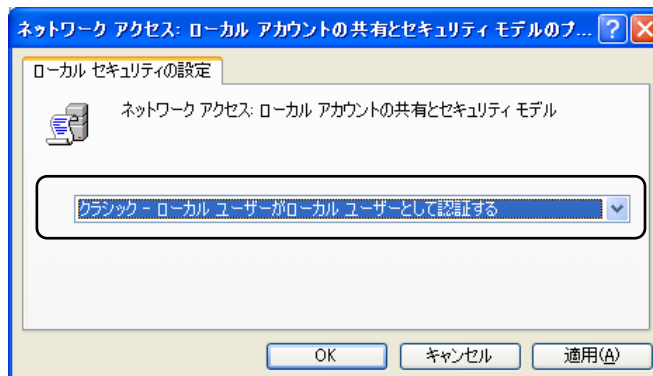 ネットワーク アクセス: ローカル アカウントの共有とセキュリティ モデルのプ...
ローカル セキュリティの設定
ネットワーク アクセス: ローカル アカウントの共有とセキュリティ モデル
クラシック - ローカル ユーザーがローカル ユーザーとして認証する
OK キャンセル 適用(A)